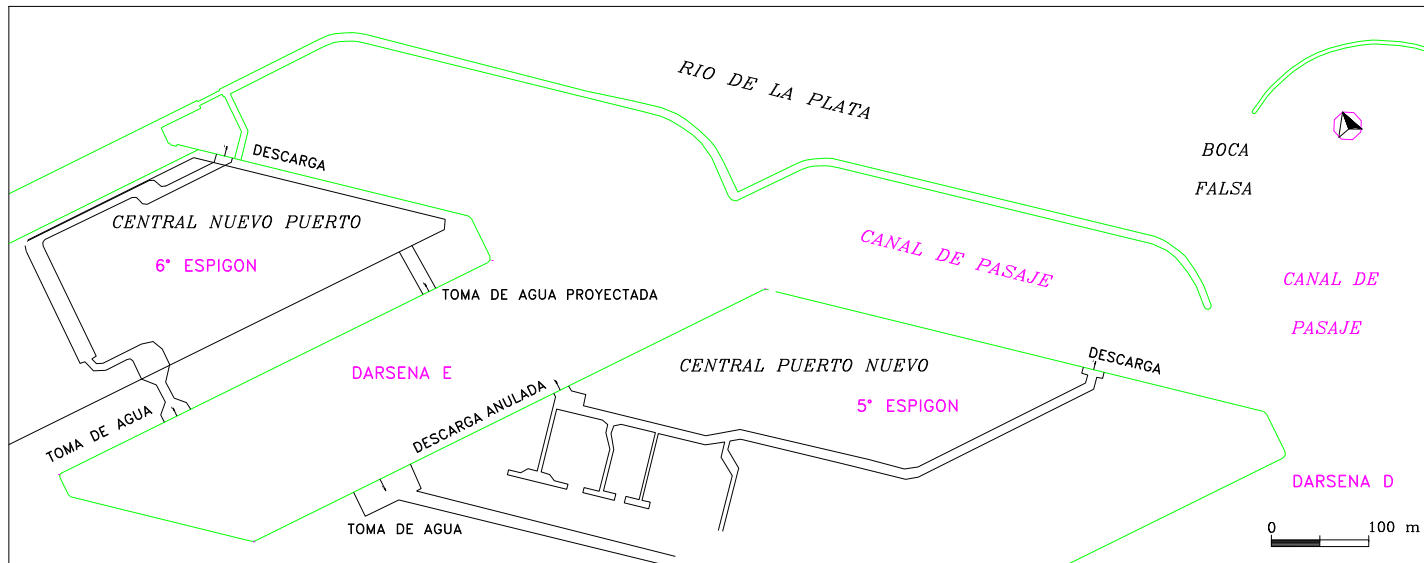 RIO DE LA PLATA
BOCA
FALSA
DESCARGA
CENTRAL NUEVO PUERTO
6° ESPIGON
CANAL DE PASAJE
CANAL DE
PASAJE
TOMA DE AGUA PROYECTADA
DESCARGA
CENTRAL PUERTO NUEVO
DARSENA E
5° ESPIGON
DESCARGA ANULADA
TOMA DE AGUA
DARSENA D
TOMA DE AGUA
0 100 m